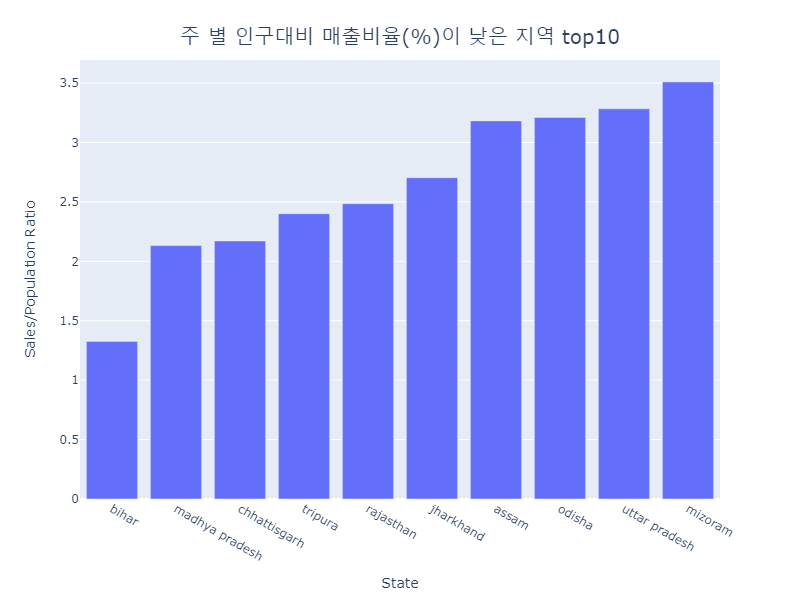 주 별 인구대비 매출비율(%)이 낮은 지역 top10
Sales/Population Ratio
3.5
3
2.5
2
1.5
1
0.5
0
bihar
madhya pradesh
chhattisgarh
tripura
rajasthan
jharkhand
assam
odisha
uttar pradesh
mizoram
State